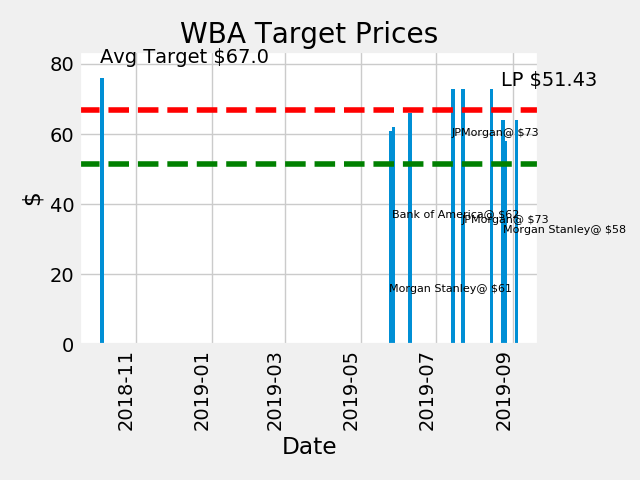 WBA Target Prices
Avg Target $67.0
LP $51.43
80
60
40
20
0
$
JPMorgan@ $73
Bank of America@ $62
JPMorgan@ $73
Morgan Stanley@ $58
Morgan Stanley@ $61
2018-11
2019-01
2019-03
2019-05
2019-07
2019-09
Date